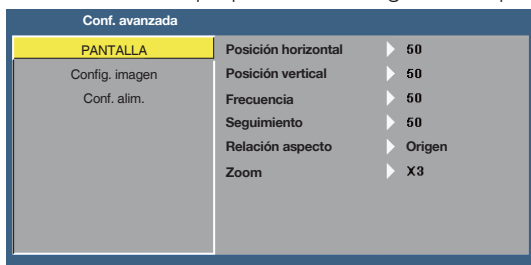 Conf. avanzada
PANTALLA
Config. imagen
Conf. alim.
Posición horizontal 50
Posición vertical 50
Frecuencia 50
Seguimiento 50
Relación aspecto Origen
Zoom X3